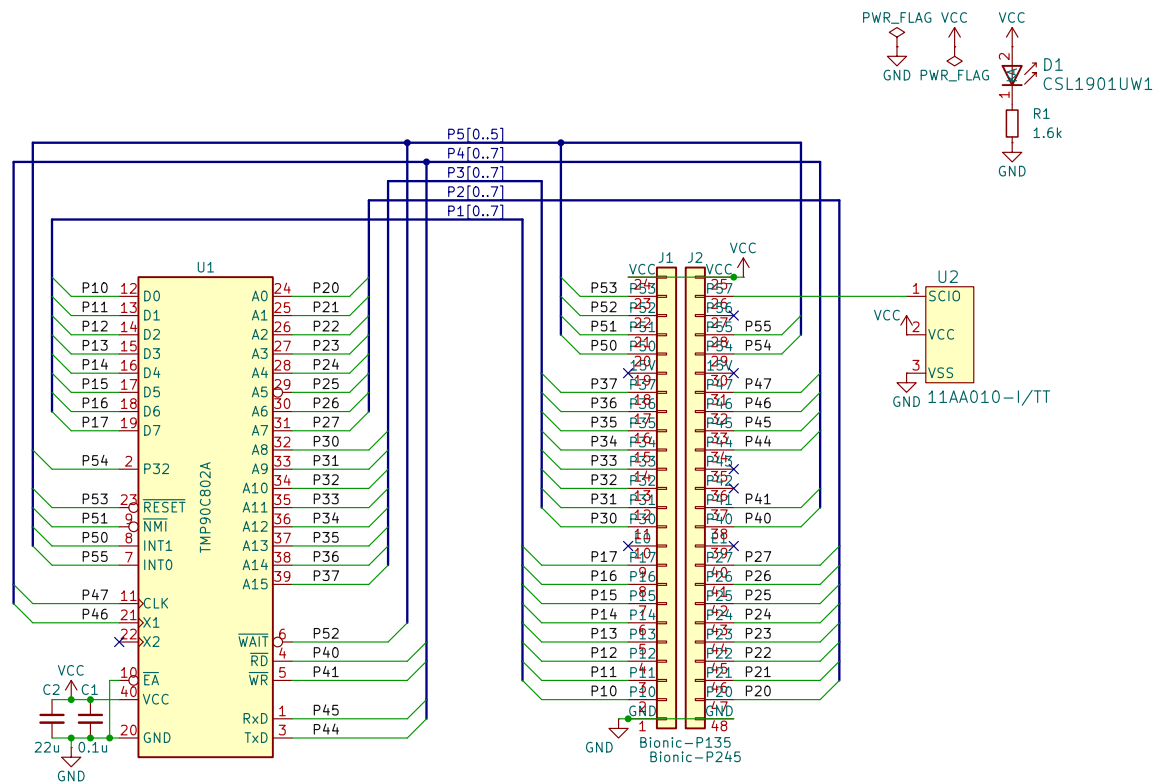 PWR_FLAG VCC VCC
GND PWR_FLAG
2
1
D1
CSL1901UW1
R1
1.6k
GND
P5[0..5]
P4[0..7]
P3[0..7]
P2[0..7]
P1[0..7]
U1
TMP90C802A
P10 12 D0
P11 13 D1
P12 14 D2
P13 15 D3
P14 16 D4
P15 17 D5
P16 18 D6
P17 19 D7
P54 2 P32
P53 23 RESET
P51 9 NMI
P50 8 INT1
P55 7 INT0
P47 11 CLK
P46 21 X1
22 X2
10 EA
40 VCC
20 GND
A0 24 P20
A1 25 P21
A2 26 P22
A3 27 P23
A4 28 P24
A5 29 P25
A6 30 P26
A7 31 P27
A8 32 P30
A9 33 P31
A10 34 P32
A11 35 P33
A12 36 P34
A13 37 P35
A14 38 P36
A15 39 P37
WAIT 6 P52
RD 4 P40
WR 5 P41
RxD 1 P45
TxD 3 P44
VCC
C2 C1
22u 0.1u
GND
J1 J2
VCC
VCC VCC
P53
P52
P51
P50
P37
P36
P35
P34
P33
P32
P31
P30
P17
P16
P15
P14
P13
P12
P11
P10
P55
P54
P47
P46
P45
P44
P41
P40
P27
P26
P25
P24
P23
P22
P21
P20
GND GND
1 48
GND
Bionic-P135
Bionic-P245
U2
1 SCIO
VCC
2 VCC
3 VSS
GND
11AA010-I/TT